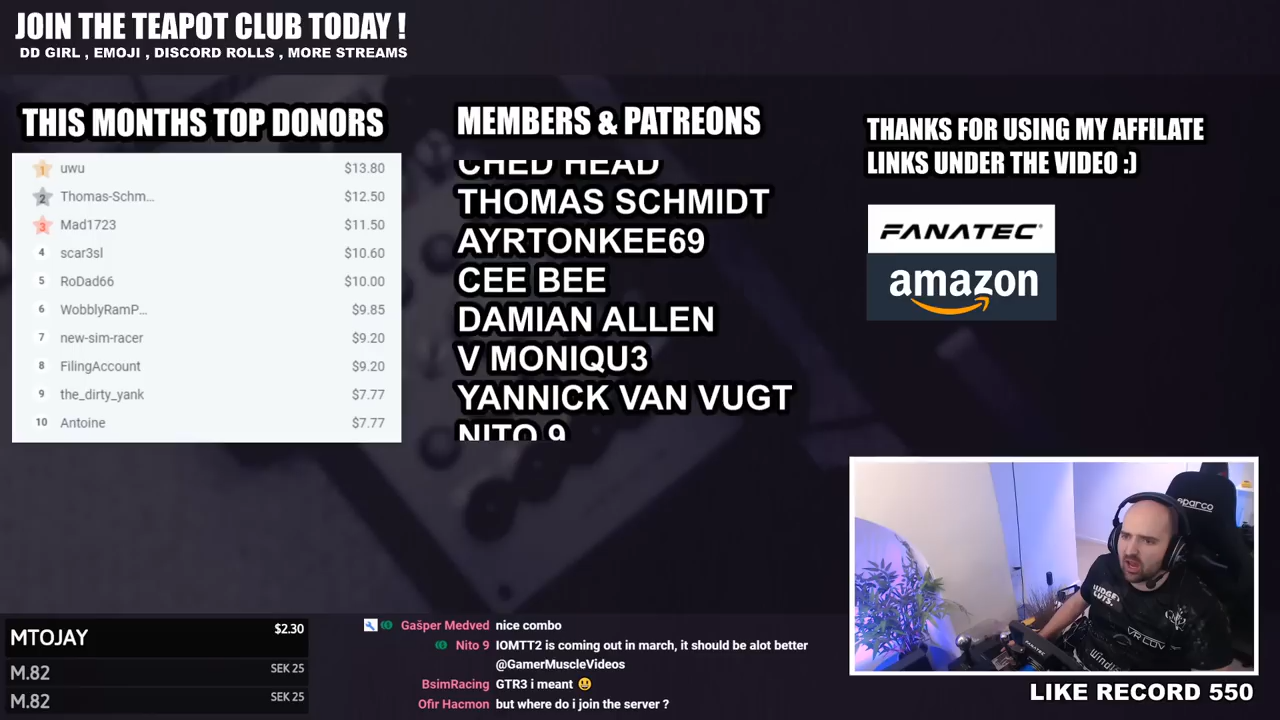 JOIN THE TEAPOT CLUB TODAY !
DD GIRL , EMOJI , DISCORD ROLLS , MORE STREAMS
THIS MONTHS TOP DONORS
1 uwu $13.80
2 Thomas-Schm... $12.50
3 Mad1723 $11.50
4 scar3sl $10.60
5 RoDad66 $10.00
6 WobblyRamP... $9.85
7 new-sim-racer $9.20
8 FilingAccount $9.20
9 the_dirty_yank $7.77
10 Antoine $7.77
MEMBERS & PATREONS
CHED HEAD
THOMAS SCHMIDT
AYRTONKEE69
CEE BEE
DAMIAN ALLEN
V MONIQU3
YANNICK VAN VUGT
NITO 9
THANKS FOR USING MY AFFILATE
LINKS UNDER THE VIDEO :)
FANATEC
amazon
sparco
FANATEC
MTOJAY $2.30
M.82 SEK 25
M.82 SEK 25
Gašper Medved nice combo
Nito 9 IOMTT2 is coming out in march, it should be alot better
@GamerMuscleVideos
BsimRacing GTR3 i meant 😃
Ofir Hacmon but where do i join the server ?
LIKE RECORD 550